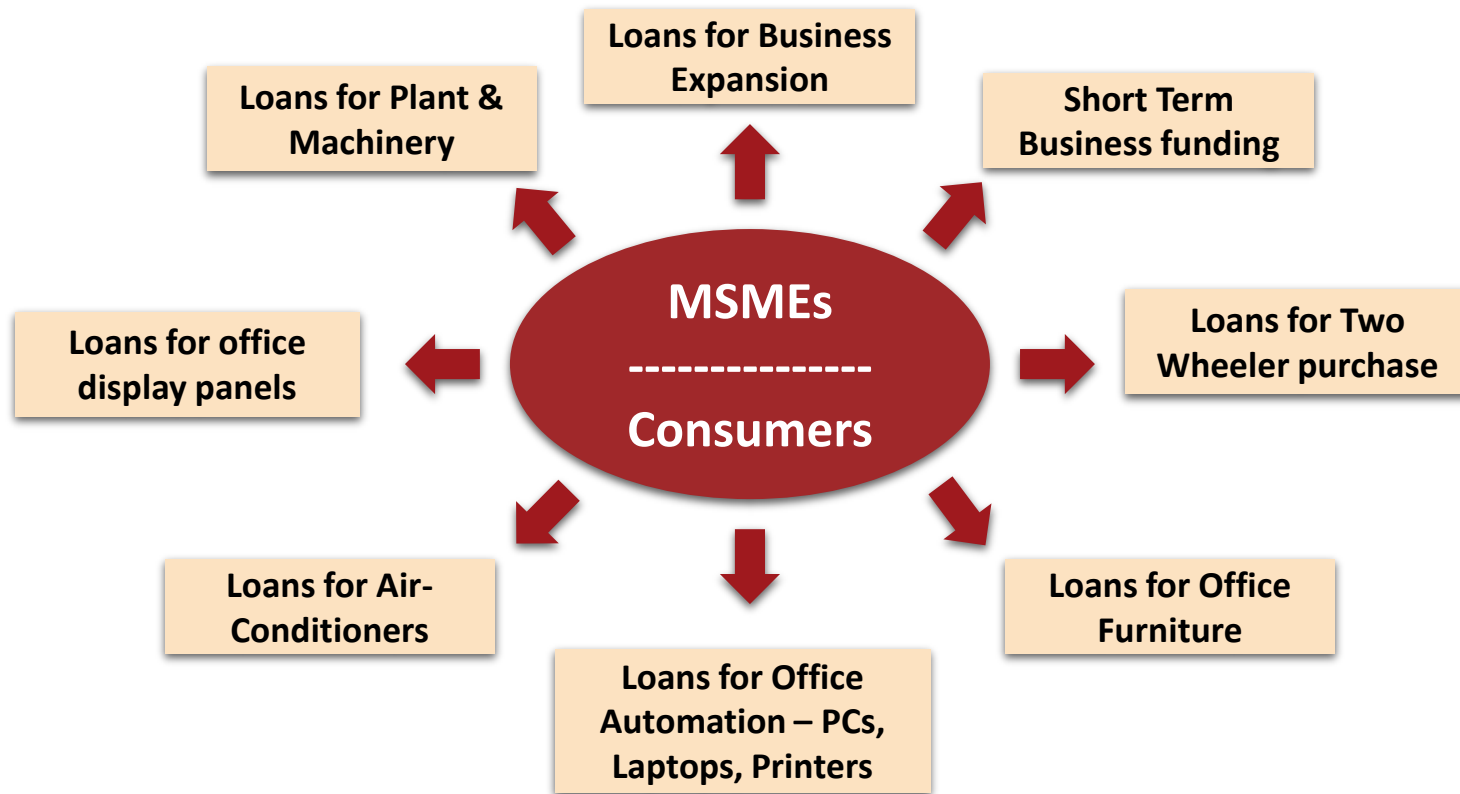 Loans for Business
Expansion
Loans for Plant &
Machinery
Short Term
Business funding
MSMEs
---------------
Consumers
Loans for office
display panels
Loans for Two
Wheeler purchase
Loans for Air-
Conditioners
Loans for Office
Furniture
Loans for Office
Automation – PCs,
Laptops, Printers